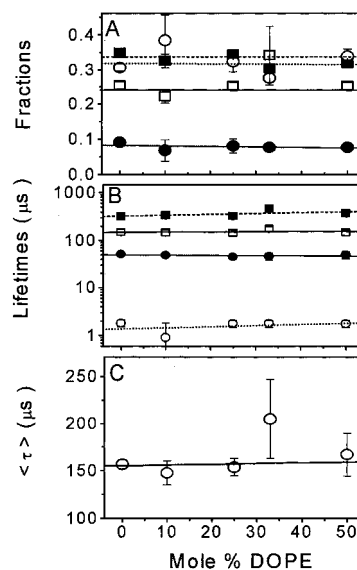 A
Fractions
0.4
0.3
0.2
0.1
0.0
B
Lifetimes (μs)
1000
100
10
1
C
< τ > (μs)
250
200
150
100
0 10 20 30 40 50
Mole % DOPE